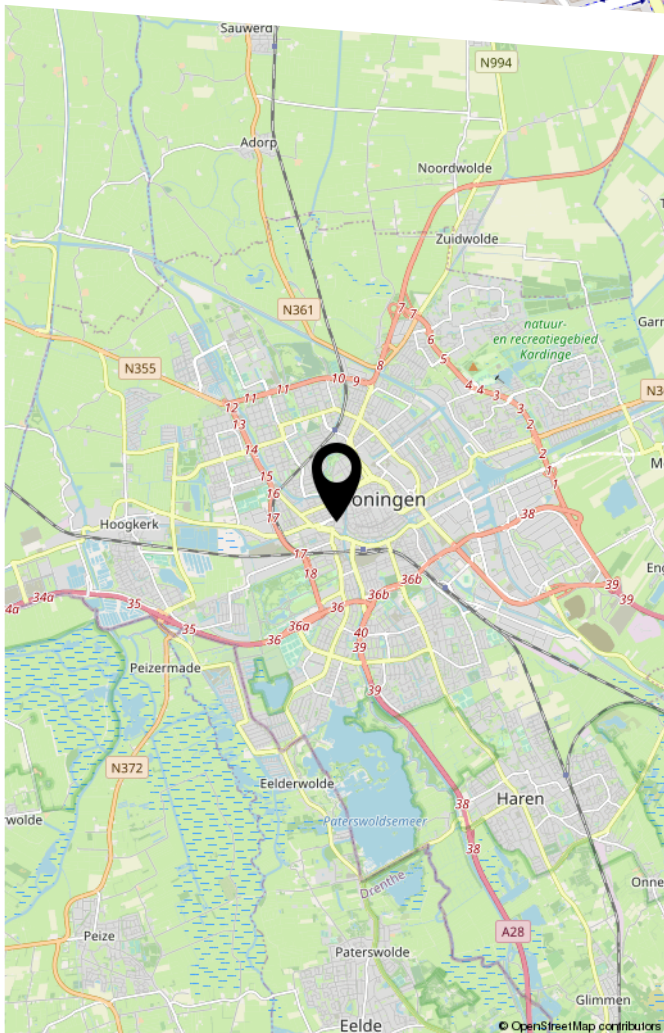 Sauwerd
N994
Adorp
Noordwolde
Zuidwolde
N361
7
7
6
5
natuur-
en recreatiegebied
Kardinge
Garn
8
N355
10
9
11
11
4
4
3
3
N3
12
13
2
14
2
15
1
1
16
17
oningen
38
Hoogkerk
17
18
36b
Eng
39
39
34a
34a
35
35
36
36b
36a
36
40
39
Peizermade
39
N372
Eelderwolde
38
Haren
rwolde
Paterswoldsemeer
38
Drenthe
Onne
Peize
A28
Paterswolde
Glimmen
Eelde
© OpenStreetMap contributors